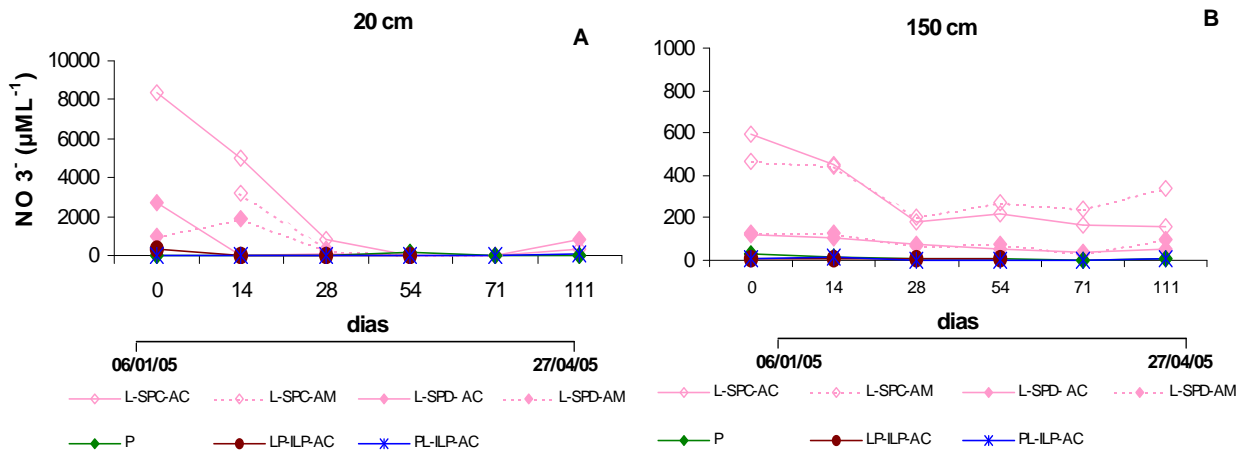 20 cm
A
NO 3⁻ (µML⁻¹)
10000
8000
6000
4000
2000
0
0 14 28 54 71 111
dias
06/01/05 27/04/05
L-SPC-AC L-SPC-AM L-SPD- AC L-SPD-AM
P LP-ILP-AC PL-ILP-AC
150 cm
B
1000
800
600
400
200
0
0 14 28 54 71 111
dias
06/01/05 27/04/05
L-SPC-AC L-SPC-AM L-SPD- AC L-SPD-AM
P LP-ILP-AC PL-ILP-AC